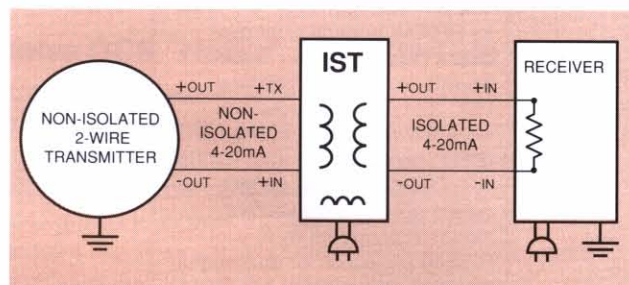 NON-ISOLATED
2-WIRE
TRANSMITTER
+OUT
+TX
NON-
ISOLATED
4-20mA
-OUT
+IN
IST
+OUT
+IN
ISOLATED
4-20mA
-OUT
-IN
RECEIVER